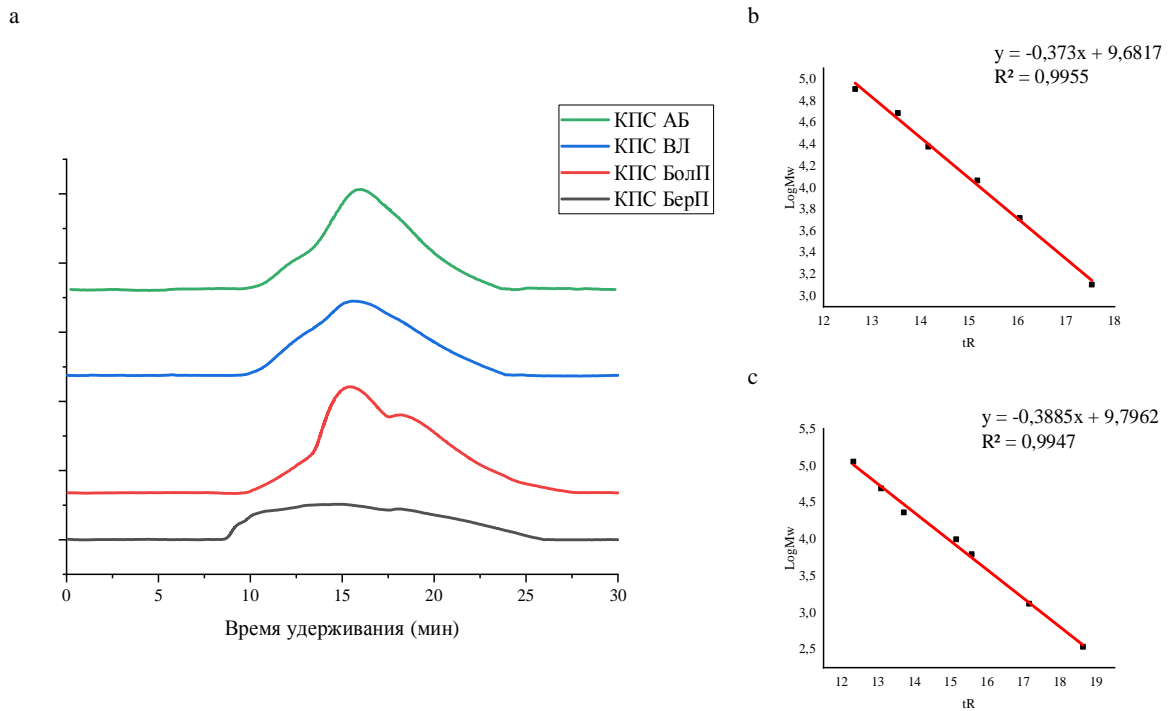 a
КПС АБ
КПС ВЛ
КПС БолП
КПС БерП
0 5 10 15 20 25 30
Время удерживания (мин)
b
y = -0,373x + 9,6817
R² = 0,9955
5,0
4,8
4,6
4,4
4,2
4,0
3,8
3,6
3,4
3,2
3,0
LogMw
12 13 14 15 16 17 18
tR
c
y = -0,3885x + 9,7962
R² = 0,9947
5,5
5,0
4,5
4,0
3,5
3,0
2,5
LogMw
12 13 14 15 16 17 18 19
tR